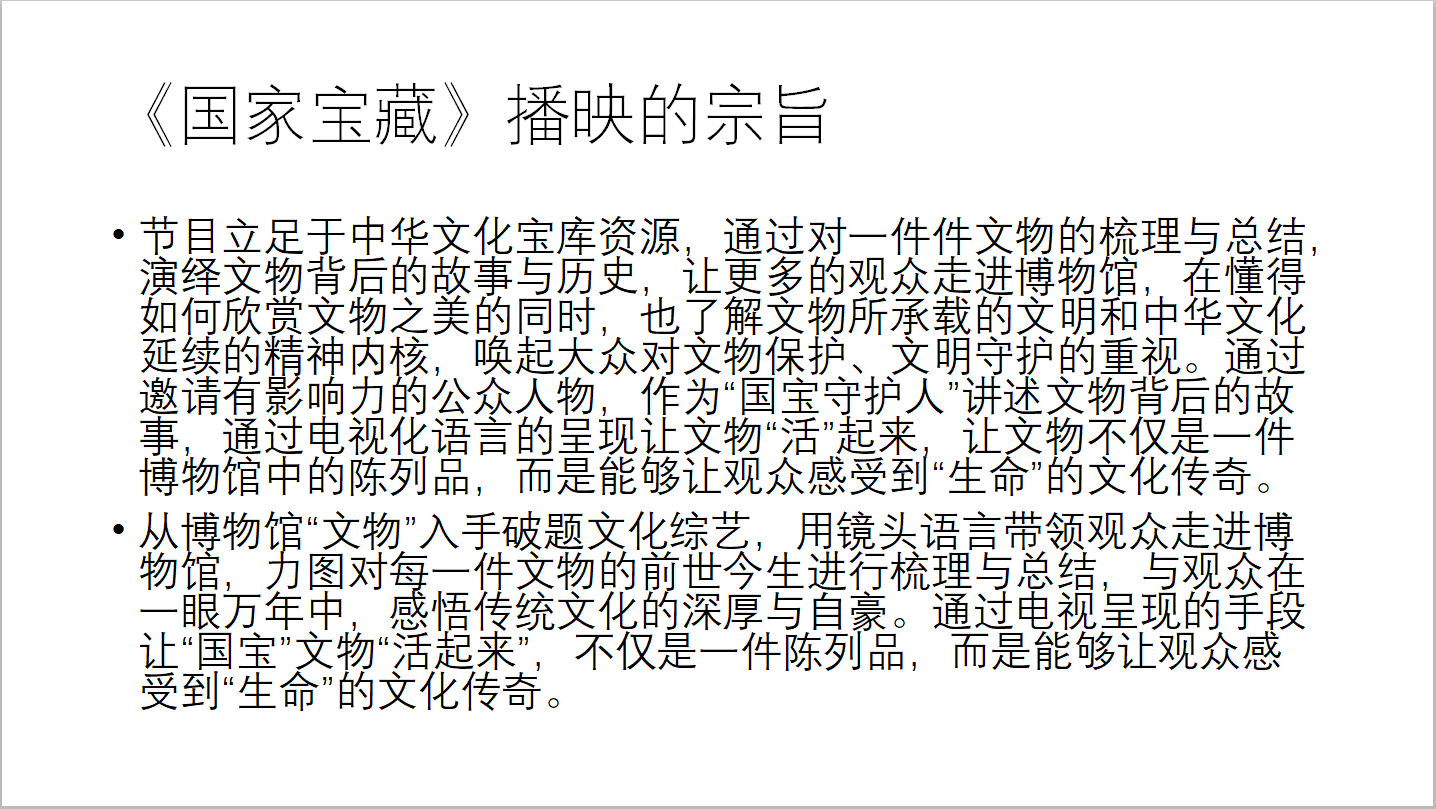 《国家宝藏》播映的宗旨
• 节目立足于中华文化宝库资源，通过对一件件文物的梳理与总结，
演绎文物背后的故事与历史，让更多的观众走进博物馆，在懂得
如何欣赏文物之美的同时，也了解文物所承载的文明和中华文化
延续的精神内核，唤起大众对文物保护、文明守护的重视。通过
邀请有影响力的公众人物，作为“国宝守护人”讲述文物背后的故
事，通过电视化语言的呈现让文物“活”起来，让文物不仅是一件
博物馆中的陈列品，而是能够让观众感受到“生命”的文化传奇。
• 从博物馆“文物”入手破题文化综艺，用镜头语言带领观众走进博
物馆，力图对每一件文物的前世今生进行梳理与总结，与观众在
一眼万年中，感悟传统文化的深厚与自豪。通过电视呈现的手段
让“国宝”文物“活起来”，不仅是一件陈列品，而是能够让观众感
受到“生命”的文化传奇。